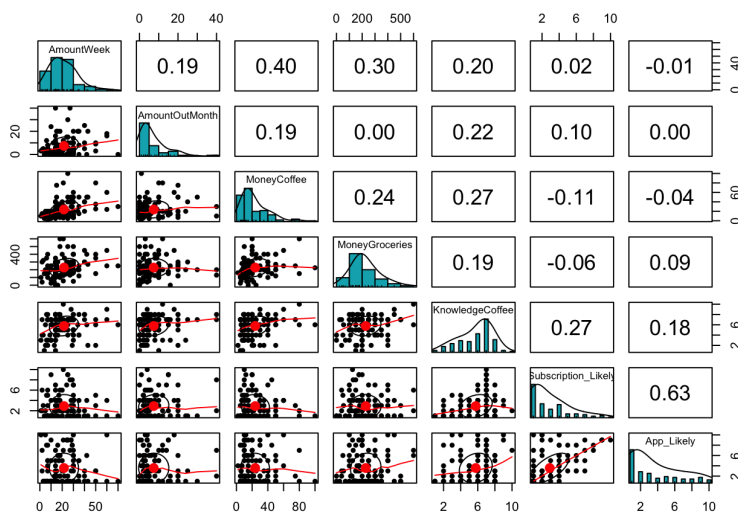 0 20 40 0 200 500 2 6 10
AmountWeek 0.19 0.40 0.30 0.20 0.02 -0.01 0 40
0 20 AmountOutMonth 0.19 0.00 0.22 0.10 0.00
MoneyCoffee 0.24 0.27 -0.11 -0.04 0 60
0 400 MoneyGroceries 0.19 -0.06 0.09
KnowledgeCoffee 0.27 0.18 2 6
2 6 Subscription_Likely 0.63
App_Likely 2 6
0 20 50 0 40 80 2 6 10 2 6 10